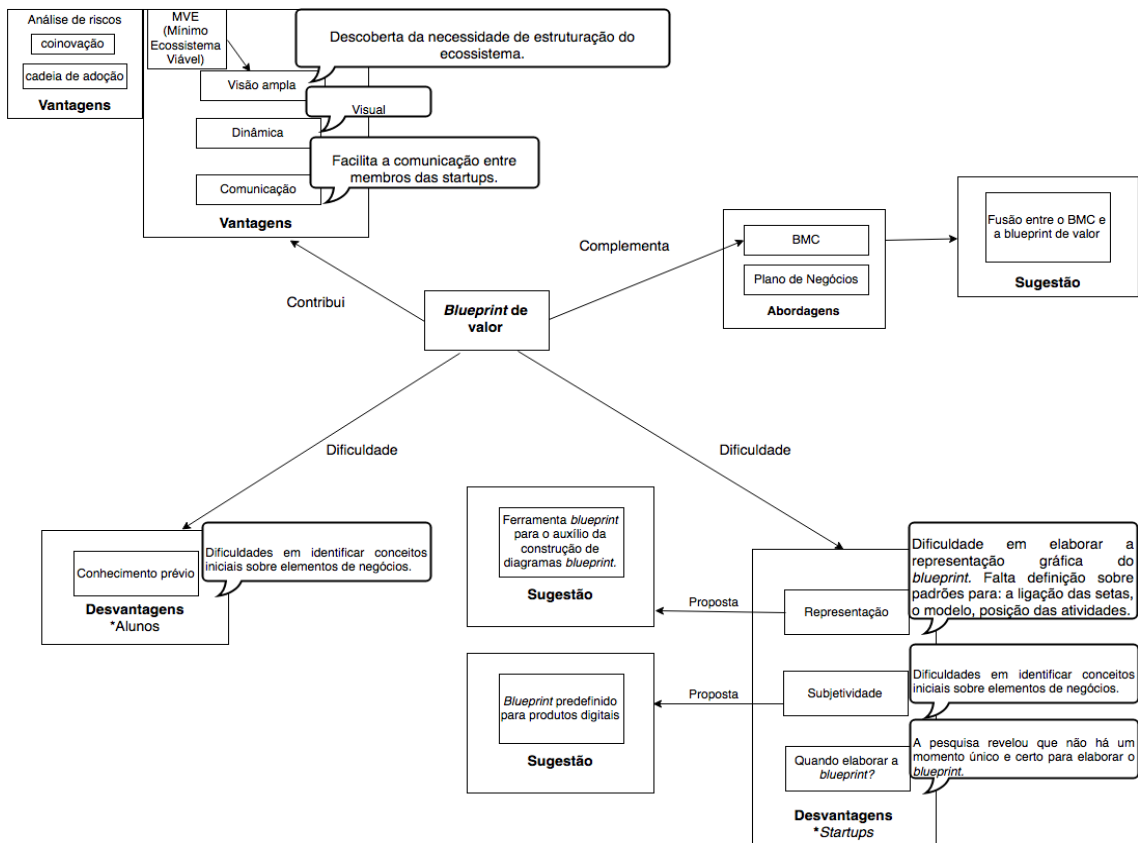 Análise de riscos
coinovação
cadeia de adoção
Vantagens
MVE
(Mínimo
Ecossistema
Viável)
Visão ampla
Descoberta da necessidade de estruturação do
ecossistema.
Dinâmica
Visual
Comunicação
Facilita a comunicação entre
membros das startups.
Vantagens
Contribui
Complementa
BMC
Plano de Negócios
Abordagens
Fusão entre o BMC e
a blueprint de valor
Sugestão
Blueprint de
valor
Dificuldade
Dificuldade
Conhecimento prévio
Dificuldades em identificar conceitos
iniciais sobre elementos de negócios.
Desvantagens
*Alunos
Ferramenta blueprint
para o auxílio da
construção de
diagramas blueprint.
Sugestão
Proposta
Representação
Dificuldade em elaborar a
representação gráfica do
blueprint. Falta definição sobre
padrões para: a ligação das setas,
o modelo, posição das atividades.
Blueprint predefinido
para produtos digitais
Sugestão
Proposta
Subjetividade
Dificuldades em identificar conceitos
iniciais sobre elementos de negócios.
Quando elaborar a
blueprint?
A pesquisa revelou que não há um
momento único e certo para elaborar o
blueprint.
Desvantagens
*Startups